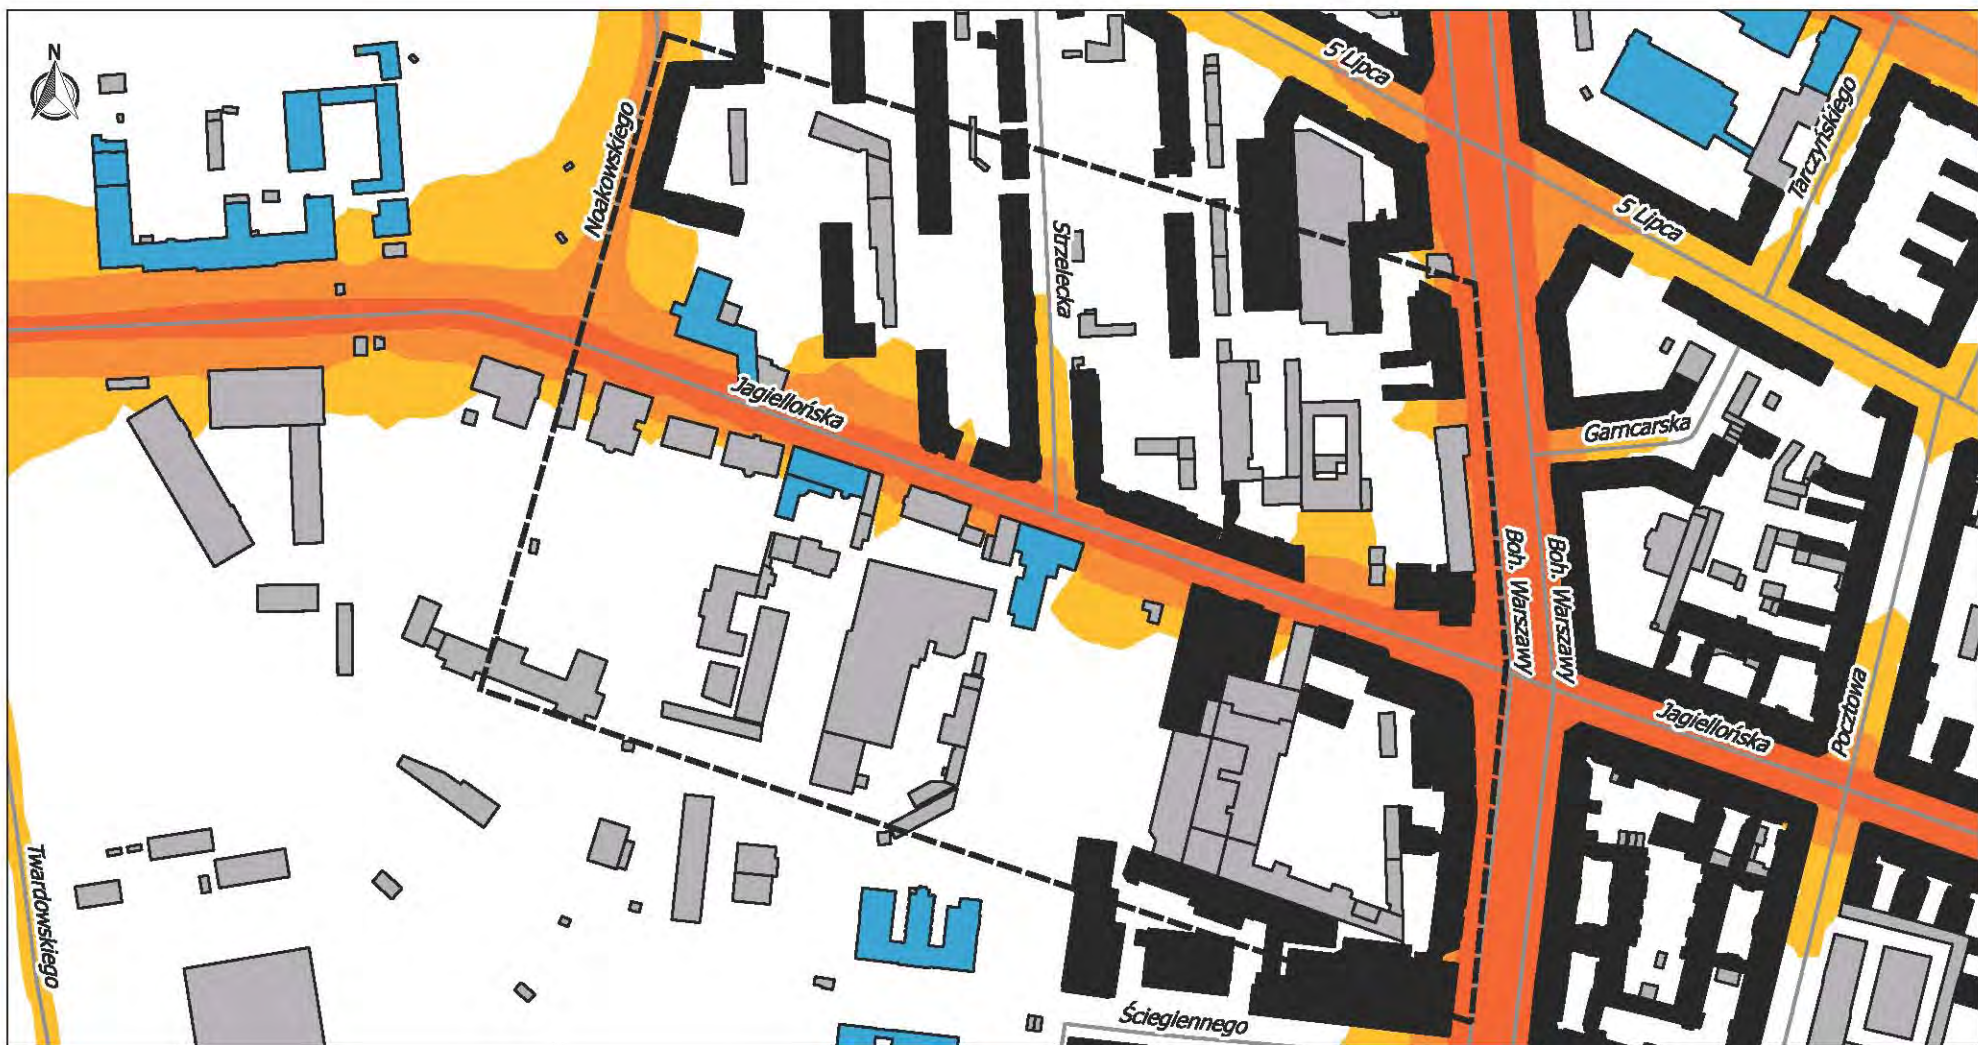 N
5 Lipca
Tarczyńskiego
Noakowskiego
5 Lipca
Strzelecka
Jagiellońska
Garncarska
Boh. Warszawy
Boh. Warszawy
Jagiellońska
Pocztowa
Twardowskiego
Ściegiennego